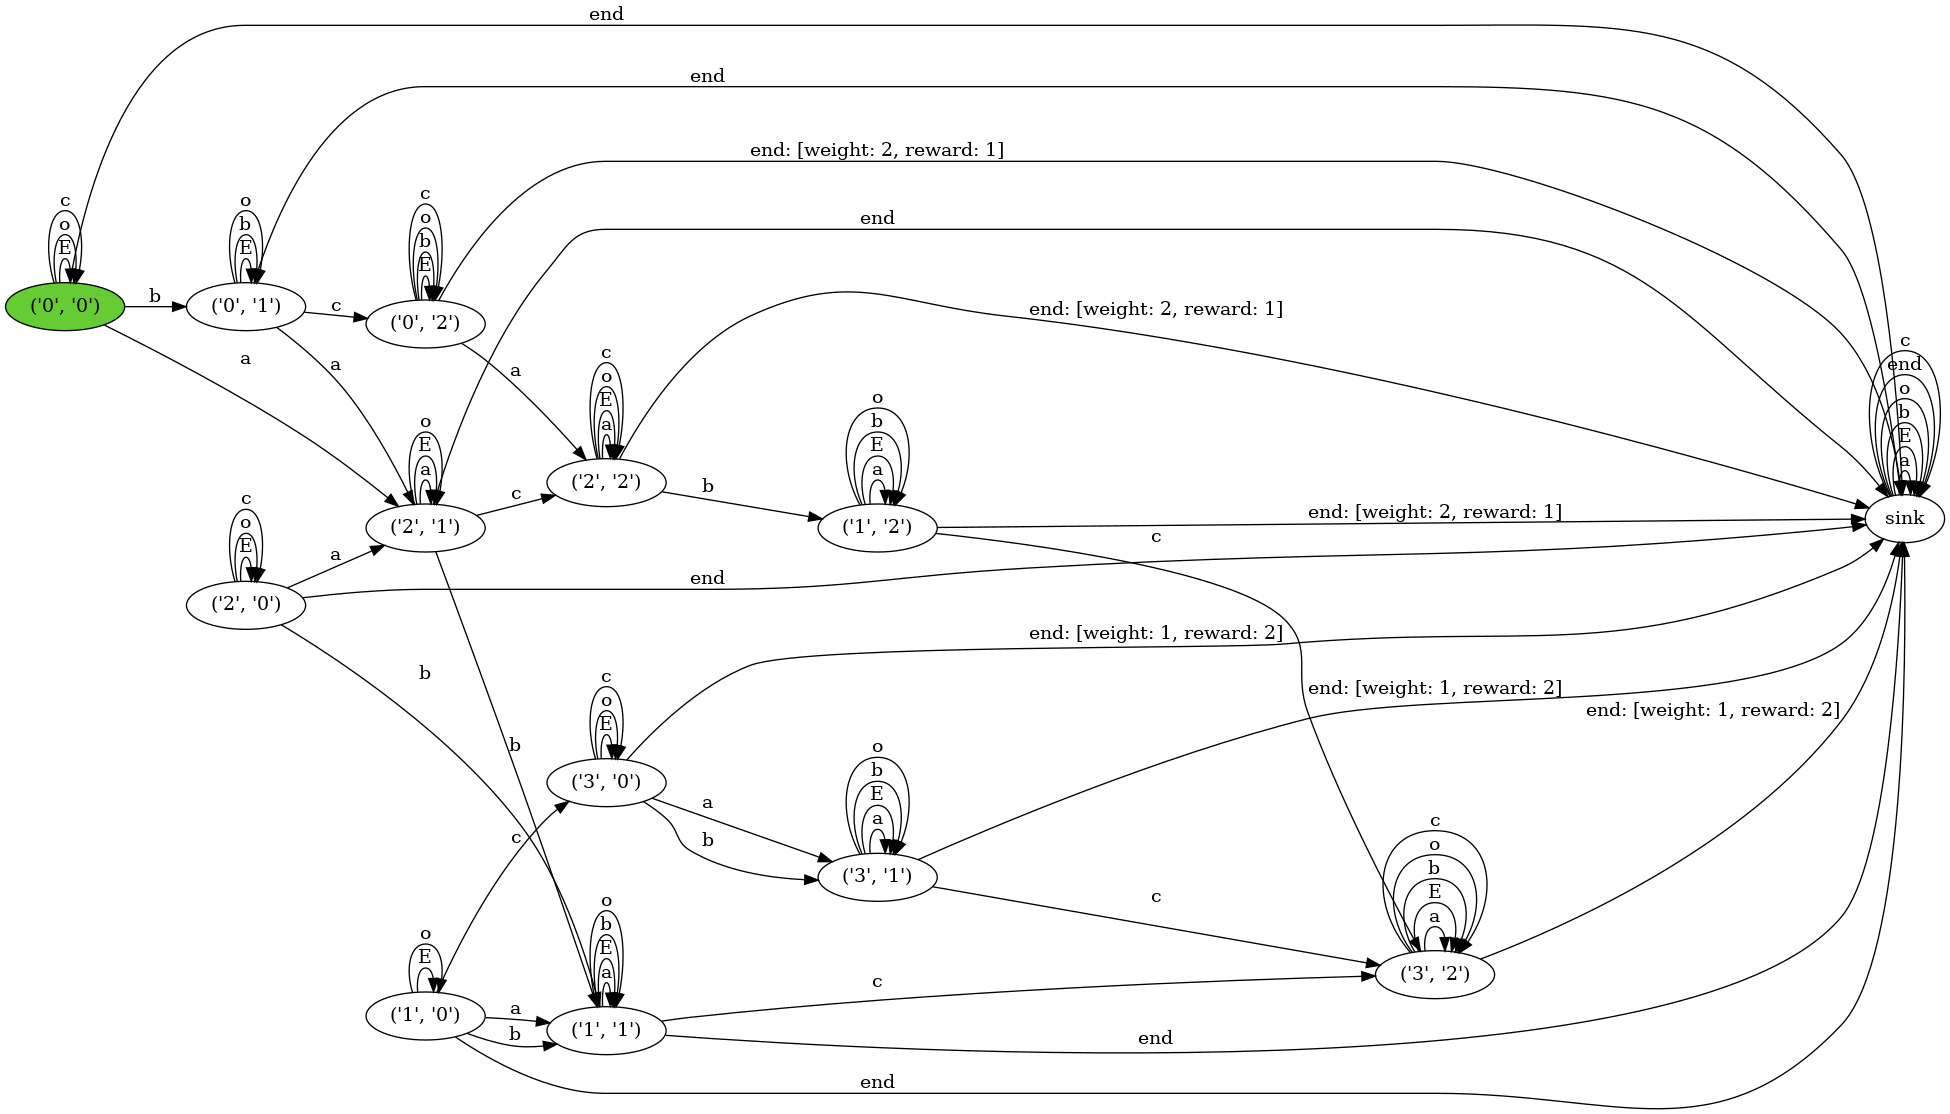 end
end
end: [weight: 2, reward: 1]
c
o
E
o
b
E
c
o
b
E
end
('0', '0')
b
('0', '1')
c
('0', '2')
end: [weight: 2, reward: 1]
a
a
a
c
o
E
a
c
end
o
b
E
a
o
E
a
o
b
E
a
('2', '2')
b
c
o
E
c
('2', '1')
('1', '2')
end: [weight: 2, reward: 1]
sink
a
c
('2', '0')
end
b
end: [weight: 1, reward: 2]
c
o
E
end: [weight: 1, reward: 2]
end: [weight: 1, reward: 2]
b
o
b
E
a
('3', '0')
a
b
c
('3', '1')
c
c
o
b
E
a
o
E
o
b
E
a
c
('3', '2')
('1', '0')
a
b
('1', '1')
end
end